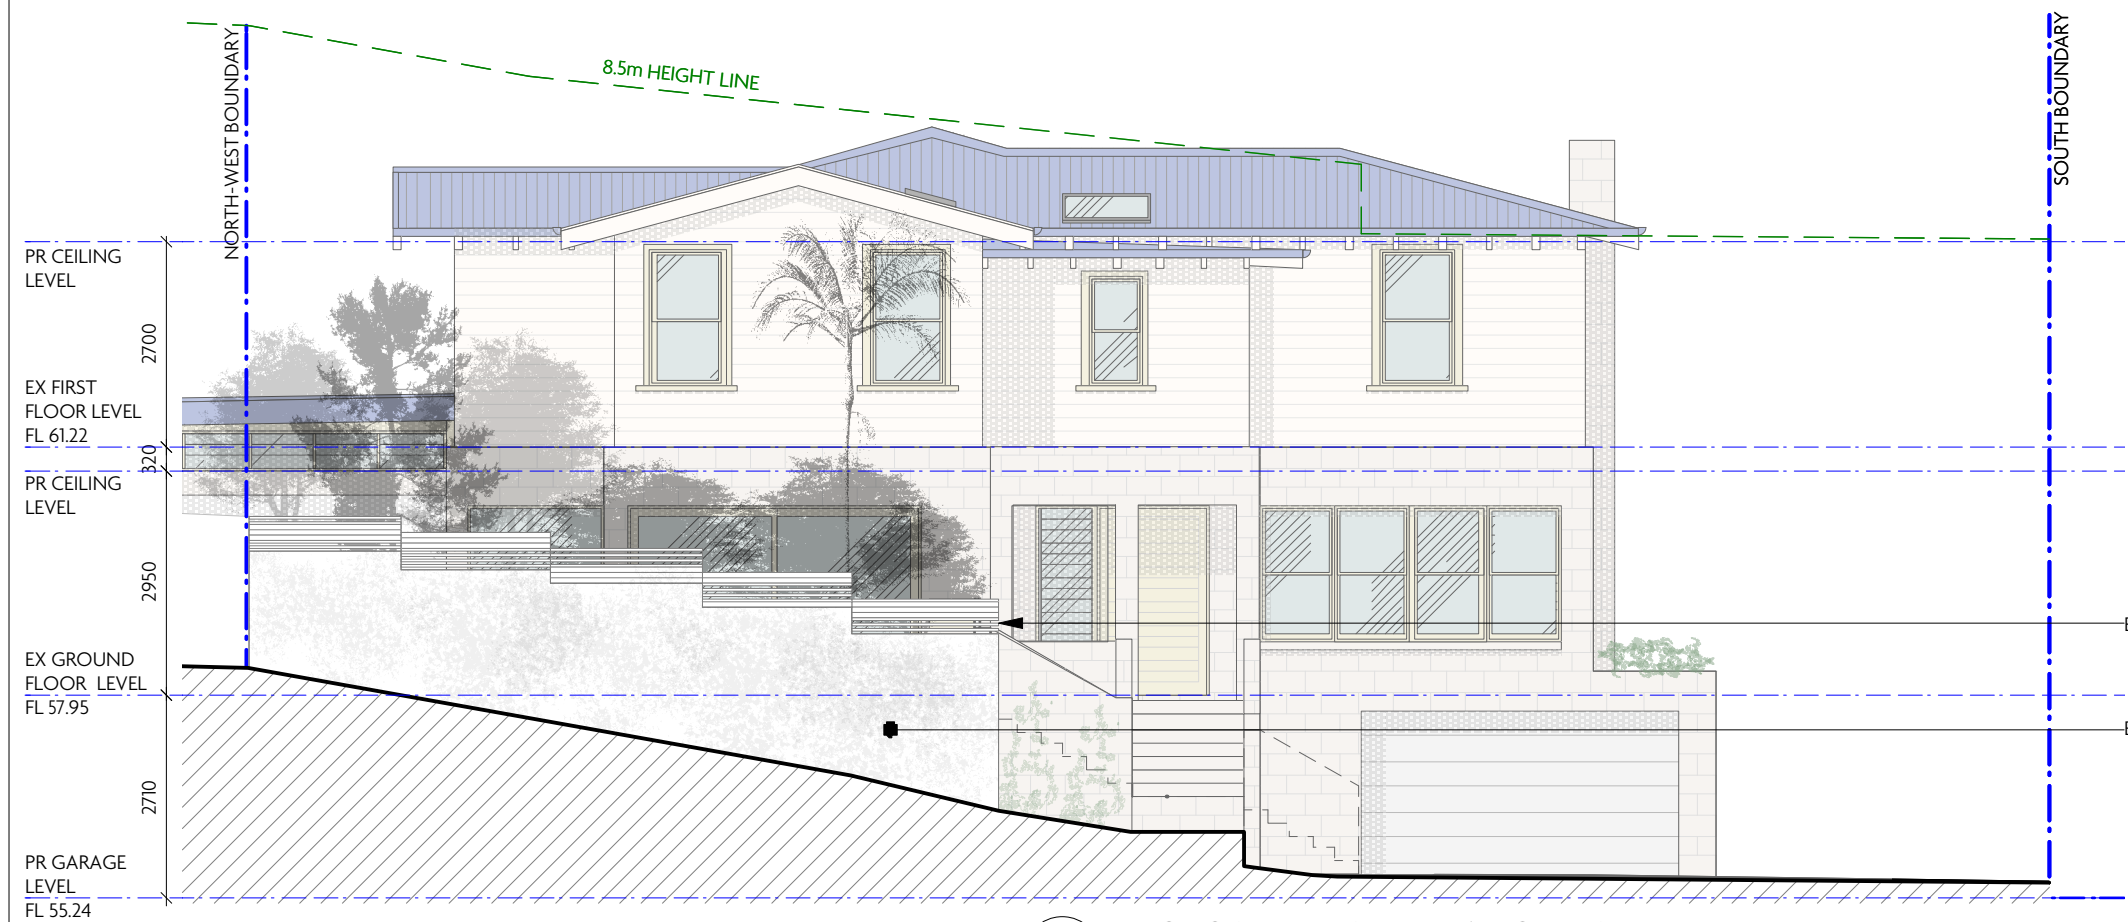 8.5m HEIGHT LINE
NORTH-WEST BOUNDARY
SOUTH BOUNDARY
PR CEILING
LEVEL
2700
EX FIRST
FLOOR LEVEL
FL 61.22
320
PR CEILING
LEVEL
2950
EX GROUND
FLOOR LEVEL
FL 57.95
2710
PR GARAGE
LEVEL
FL 55.24